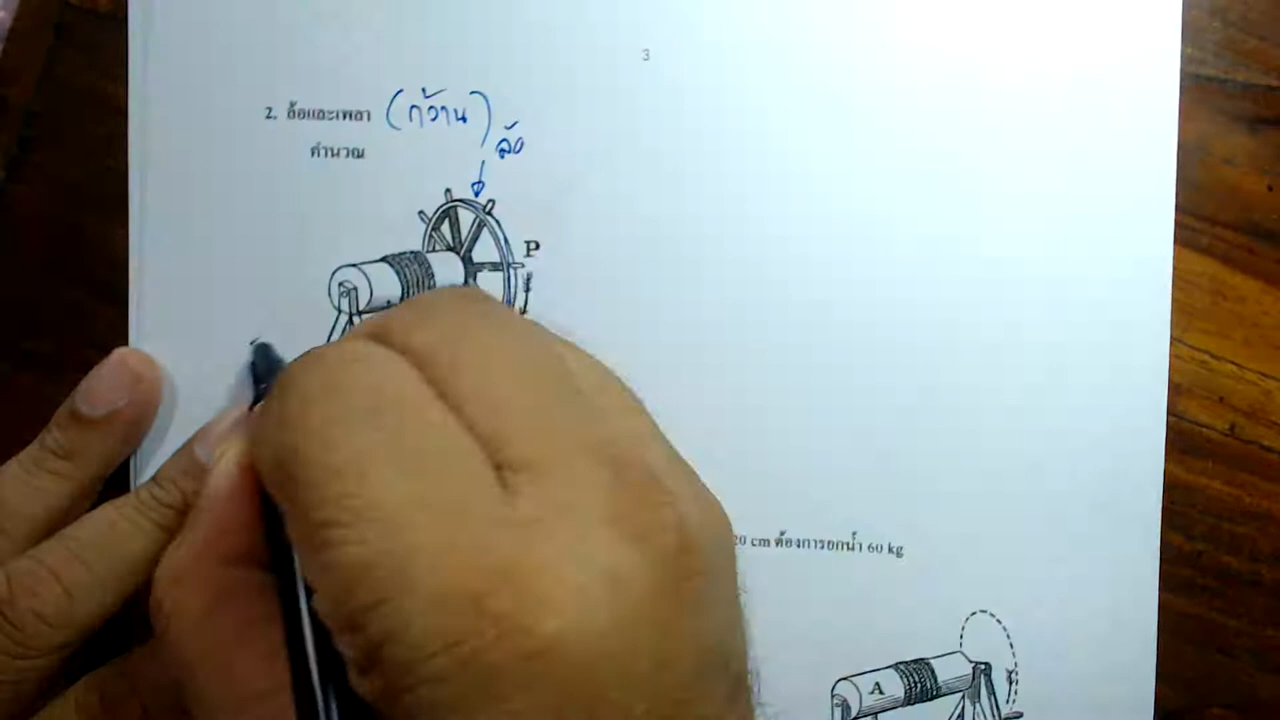 3
2. ล้อและเพลา (กว้าน)
ล้อ
คำนวณ
P
20 cm ต้องการยกน้ำ 60 kg
A